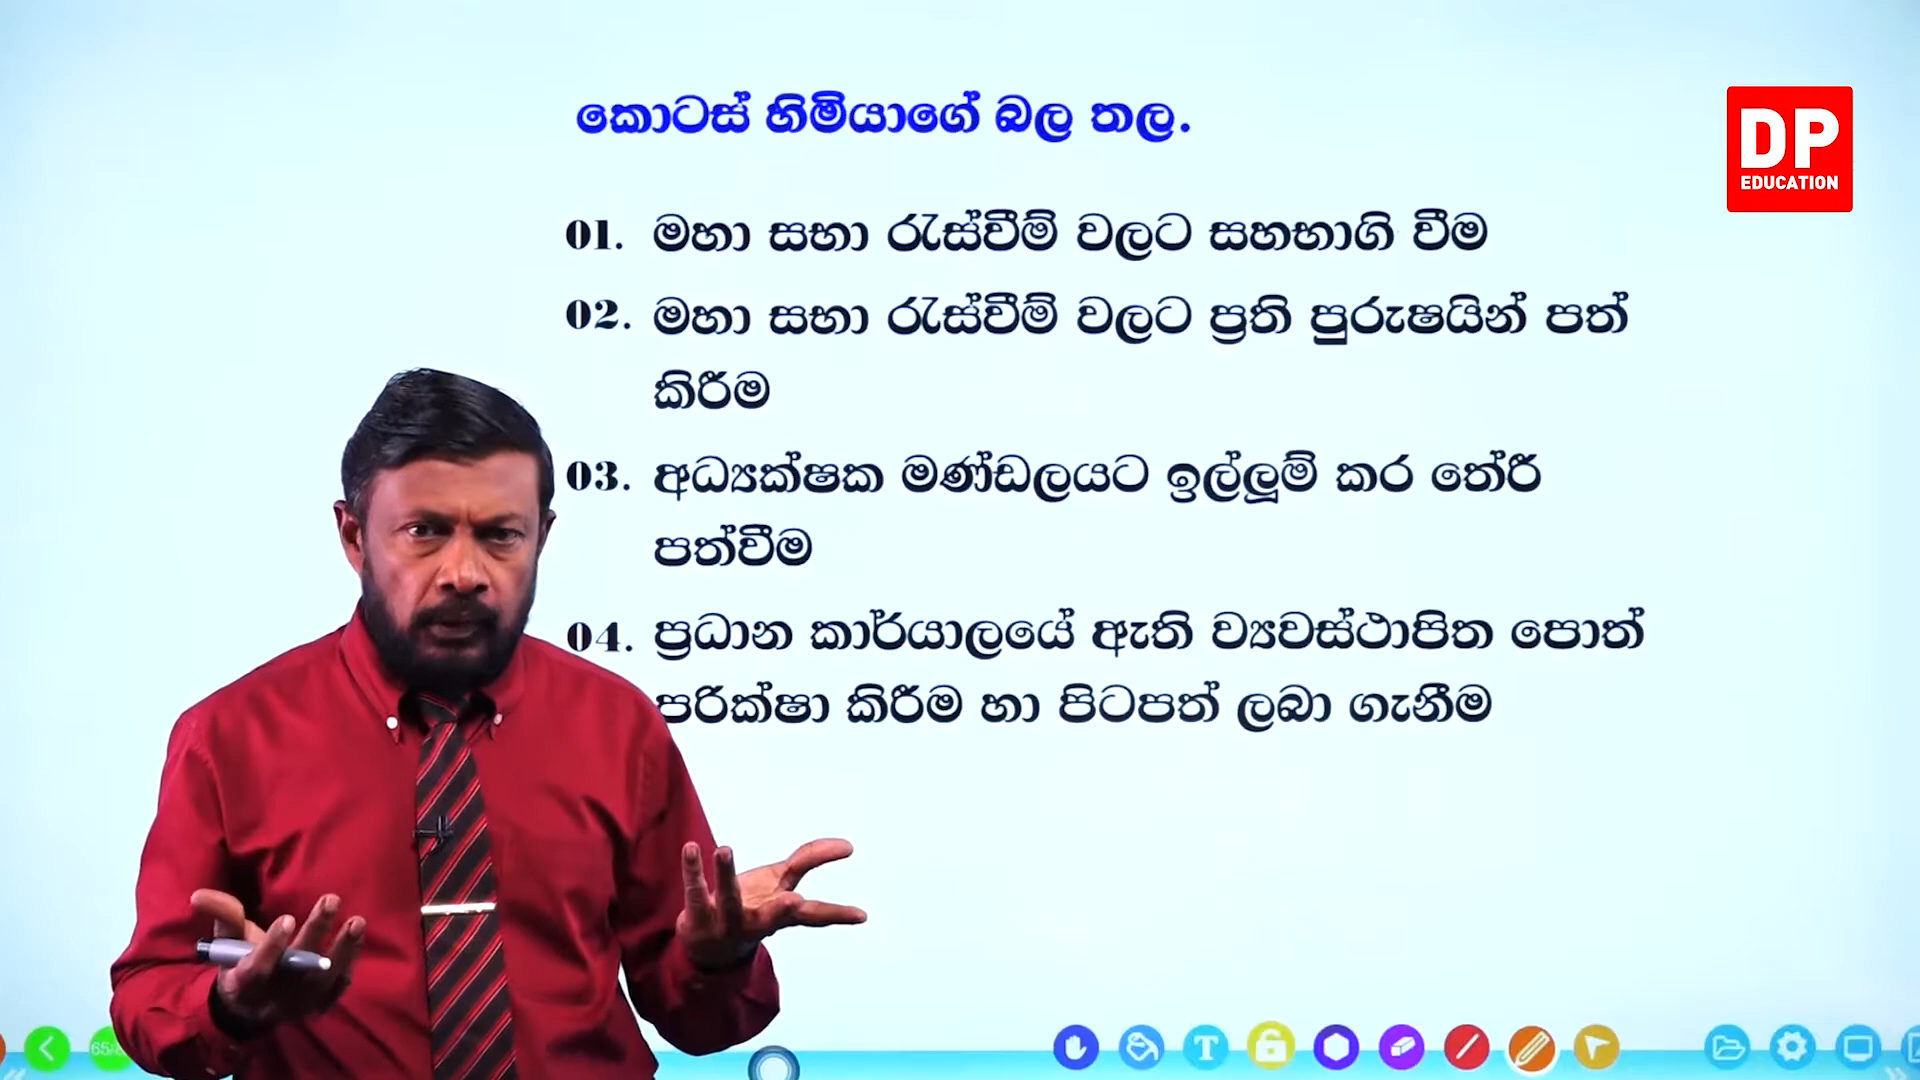 කොටස් හිමියාගේ බල තල.
DP
EDUCATION
01. මහා සභා රැස්වීම් වලට සහභාගි වීම
02. මහා සභා රැස්වීම් වලට ප්‍රති පුරුෂයින් පත්
කිරීම
03. අධ්‍යක්ෂක මණ්ඩලයට ඉල්ලූම් කර තේරී
පත්වීම
04. ප්‍රධාන කාර්යාලයේ ඇති ව්‍යවස්ථාපිත පොත්
පරික්ෂා කිරීම හා පිටපත් ලබා ගැනීම
T